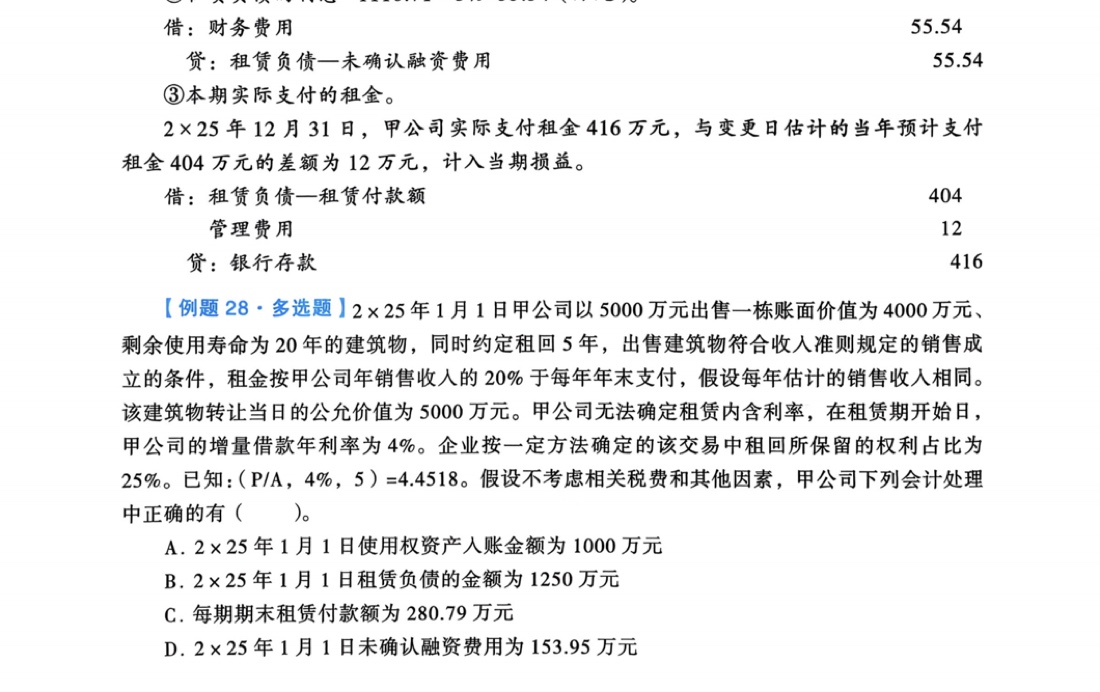 借：财务费用 55.54
贷：租赁负债—未确认融资费用 55.54
③本期实际支付的租金。
2×25 年 12 月 31 日，甲公司实际支付租金 416 万元，与变更日估计的当年预计支付
租金 404 万元的差额为 12 万元，计入当期损益。
借：租赁负债—租赁付款额 404
管理费用 12
贷：银行存款 416
【例题 28·多选题】2×25 年 1 月 1 日甲公司以 5000 万元出售一栋账面价值为 4000 万元、
剩余使用寿命为 20 年的建筑物，同时约定租回 5 年，出售建筑物符合收入准则规定的销售成
立的条件，租金按甲公司年销售收入的 20% 于每年年末支付，假设每年估计的销售收入相同。
该建筑物转让当日的公允价值为 5000 万元。甲公司无法确定租赁内含利率，在租赁期开始日，
甲公司的增量借款年利率为 4%。企业按一定方法确定的该交易中租回所保留的权利占比为
25%。已知：（P/A，4%，5）=4.4518。假设不考虑相关税费和其他因素，甲公司下列会计处理
中正确的有（　　）。
A. 2×25 年 1 月 1 日使用权资产入账金额为 1000 万元
B. 2×25 年 1 月 1 日租赁负债的金额为 1250 万元
C. 每期期末租赁付款额为 280.79 万元
D. 2×25 年 1 月 1 日未确认融资费用为 153.95 万元